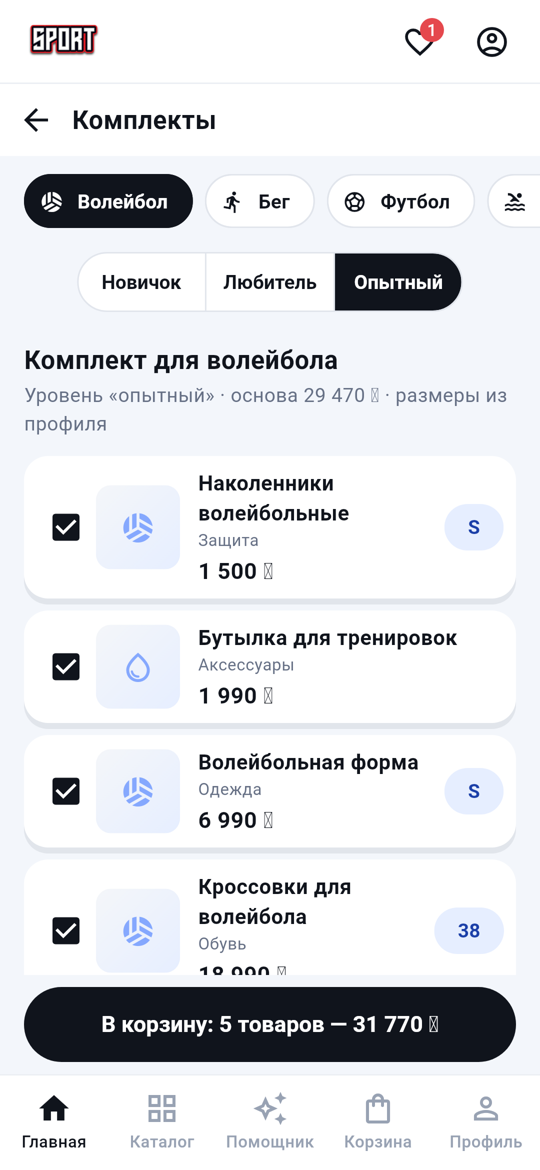 SPORT
1
Комплекты
Волейбол
Бег
Футбол
Новичок
Любитель
Опытный
Комплект для волейбола
Уровень «опытный» · основа 29 470 · размеры из
профиля
Наколенники
волейбольные
Защита
1 500
S
Бутылка для тренировок
Аксессуары
1 990
Волейбольная форма
Одежда
6 990
S
Кроссовки для
волейбола
Обувь
18 990
38
В корзину: 5 товаров — 31 770
Главная
Каталог
Помощник
Корзина
Профиль